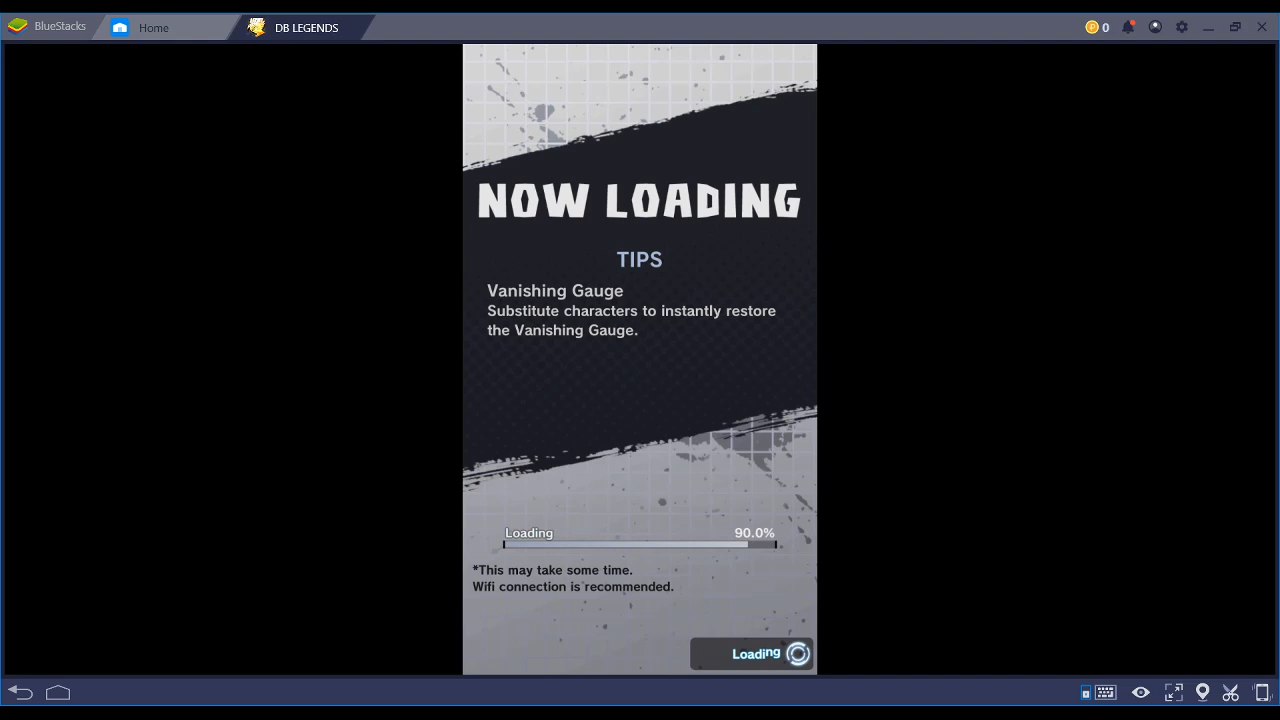 BlueStacks
Home
DB LEGENDS
0
NOW LOADING
TIPS
Vanishing Gauge
Substitute characters to instantly restore
the Vanishing Gauge.
Loading
90.0%
*This may take some time.
Wifi connection is recommended.
Loading